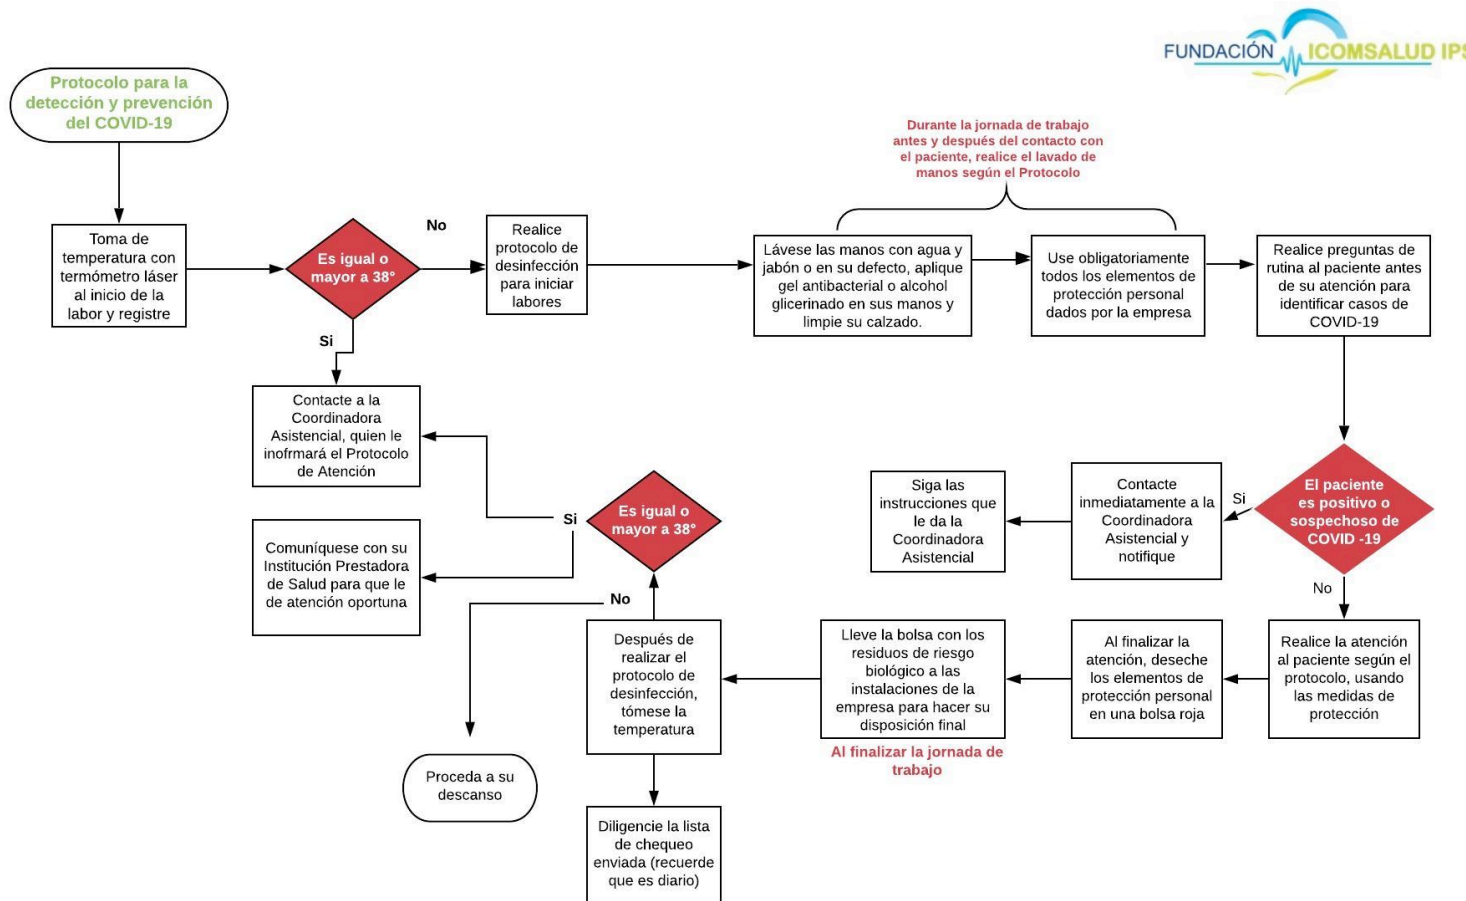 FUNDACIÓN ICOMSALUD IPS
Protocolo para la
detección y prevención
del COVID-19
Toma de
temperatura con
termómetro láser
al inicio de la
labor y registre
Es igual o
mayor a 38°
No
Si
Realice
protocolo de
desinfección
para iniciar
labores
Durante la jornada de trabajo
antes y después del contacto con
el paciente, realice el lavado de
manos según el Protocolo
Lávese las manos con agua y
jabón o en su defecto, aplique
gel antibacterial o alcohol
glicerinado en sus manos y
limpie su calzado.
Use obligatoriamente
todos los elementos de
protección personal
dados por la empresa
Realice preguntas de
rutina al paciente antes
de su atención para
identificar casos de
COVID-19
Contacte a la
Coordinadora
Asistencial, quien le
inofrmará el Protocolo
de Atención
El paciente
es positivo o
sospechoso de
COVID -19
Si
No
Contacte
inmediatamente a la
Coordinadora
Asistencial y
notifique
Siga las
instrucciones que
le da la
Coordinadora
Asistencial
Es igual o
mayor a 38°
Si
No
Comuníquese con su
Institución Prestadora
de Salud para que le
de atención oportuna
Realice la atención
al paciente según el
protocolo, usando
las medidas de
protección
Al finalizar la
atención, deseche
los elementos de
protección personal
en una bolsa roja
Lleve la bolsa con los
residuos de riesgo
biológico a las
instalaciones de la
empresa para hacer su
disposición final
Al finalizar la jornada de
trabajo
Después de
realizar el
protocolo de
desinfección,
tómese la
temperatura
Proceda a su
descanso
Diligencie la lista
de chequeo
enviada (recuerde
que es diario)